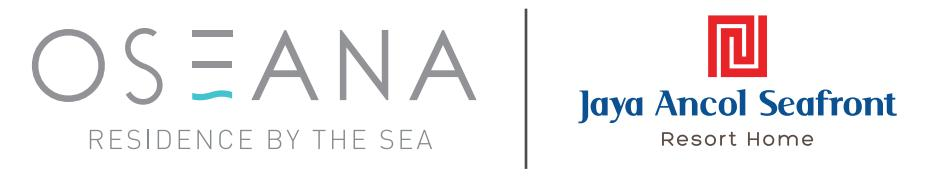 OSEANA
RESIDENCE BY THE SEA
Jaya Ancol Seafront
Resort Home